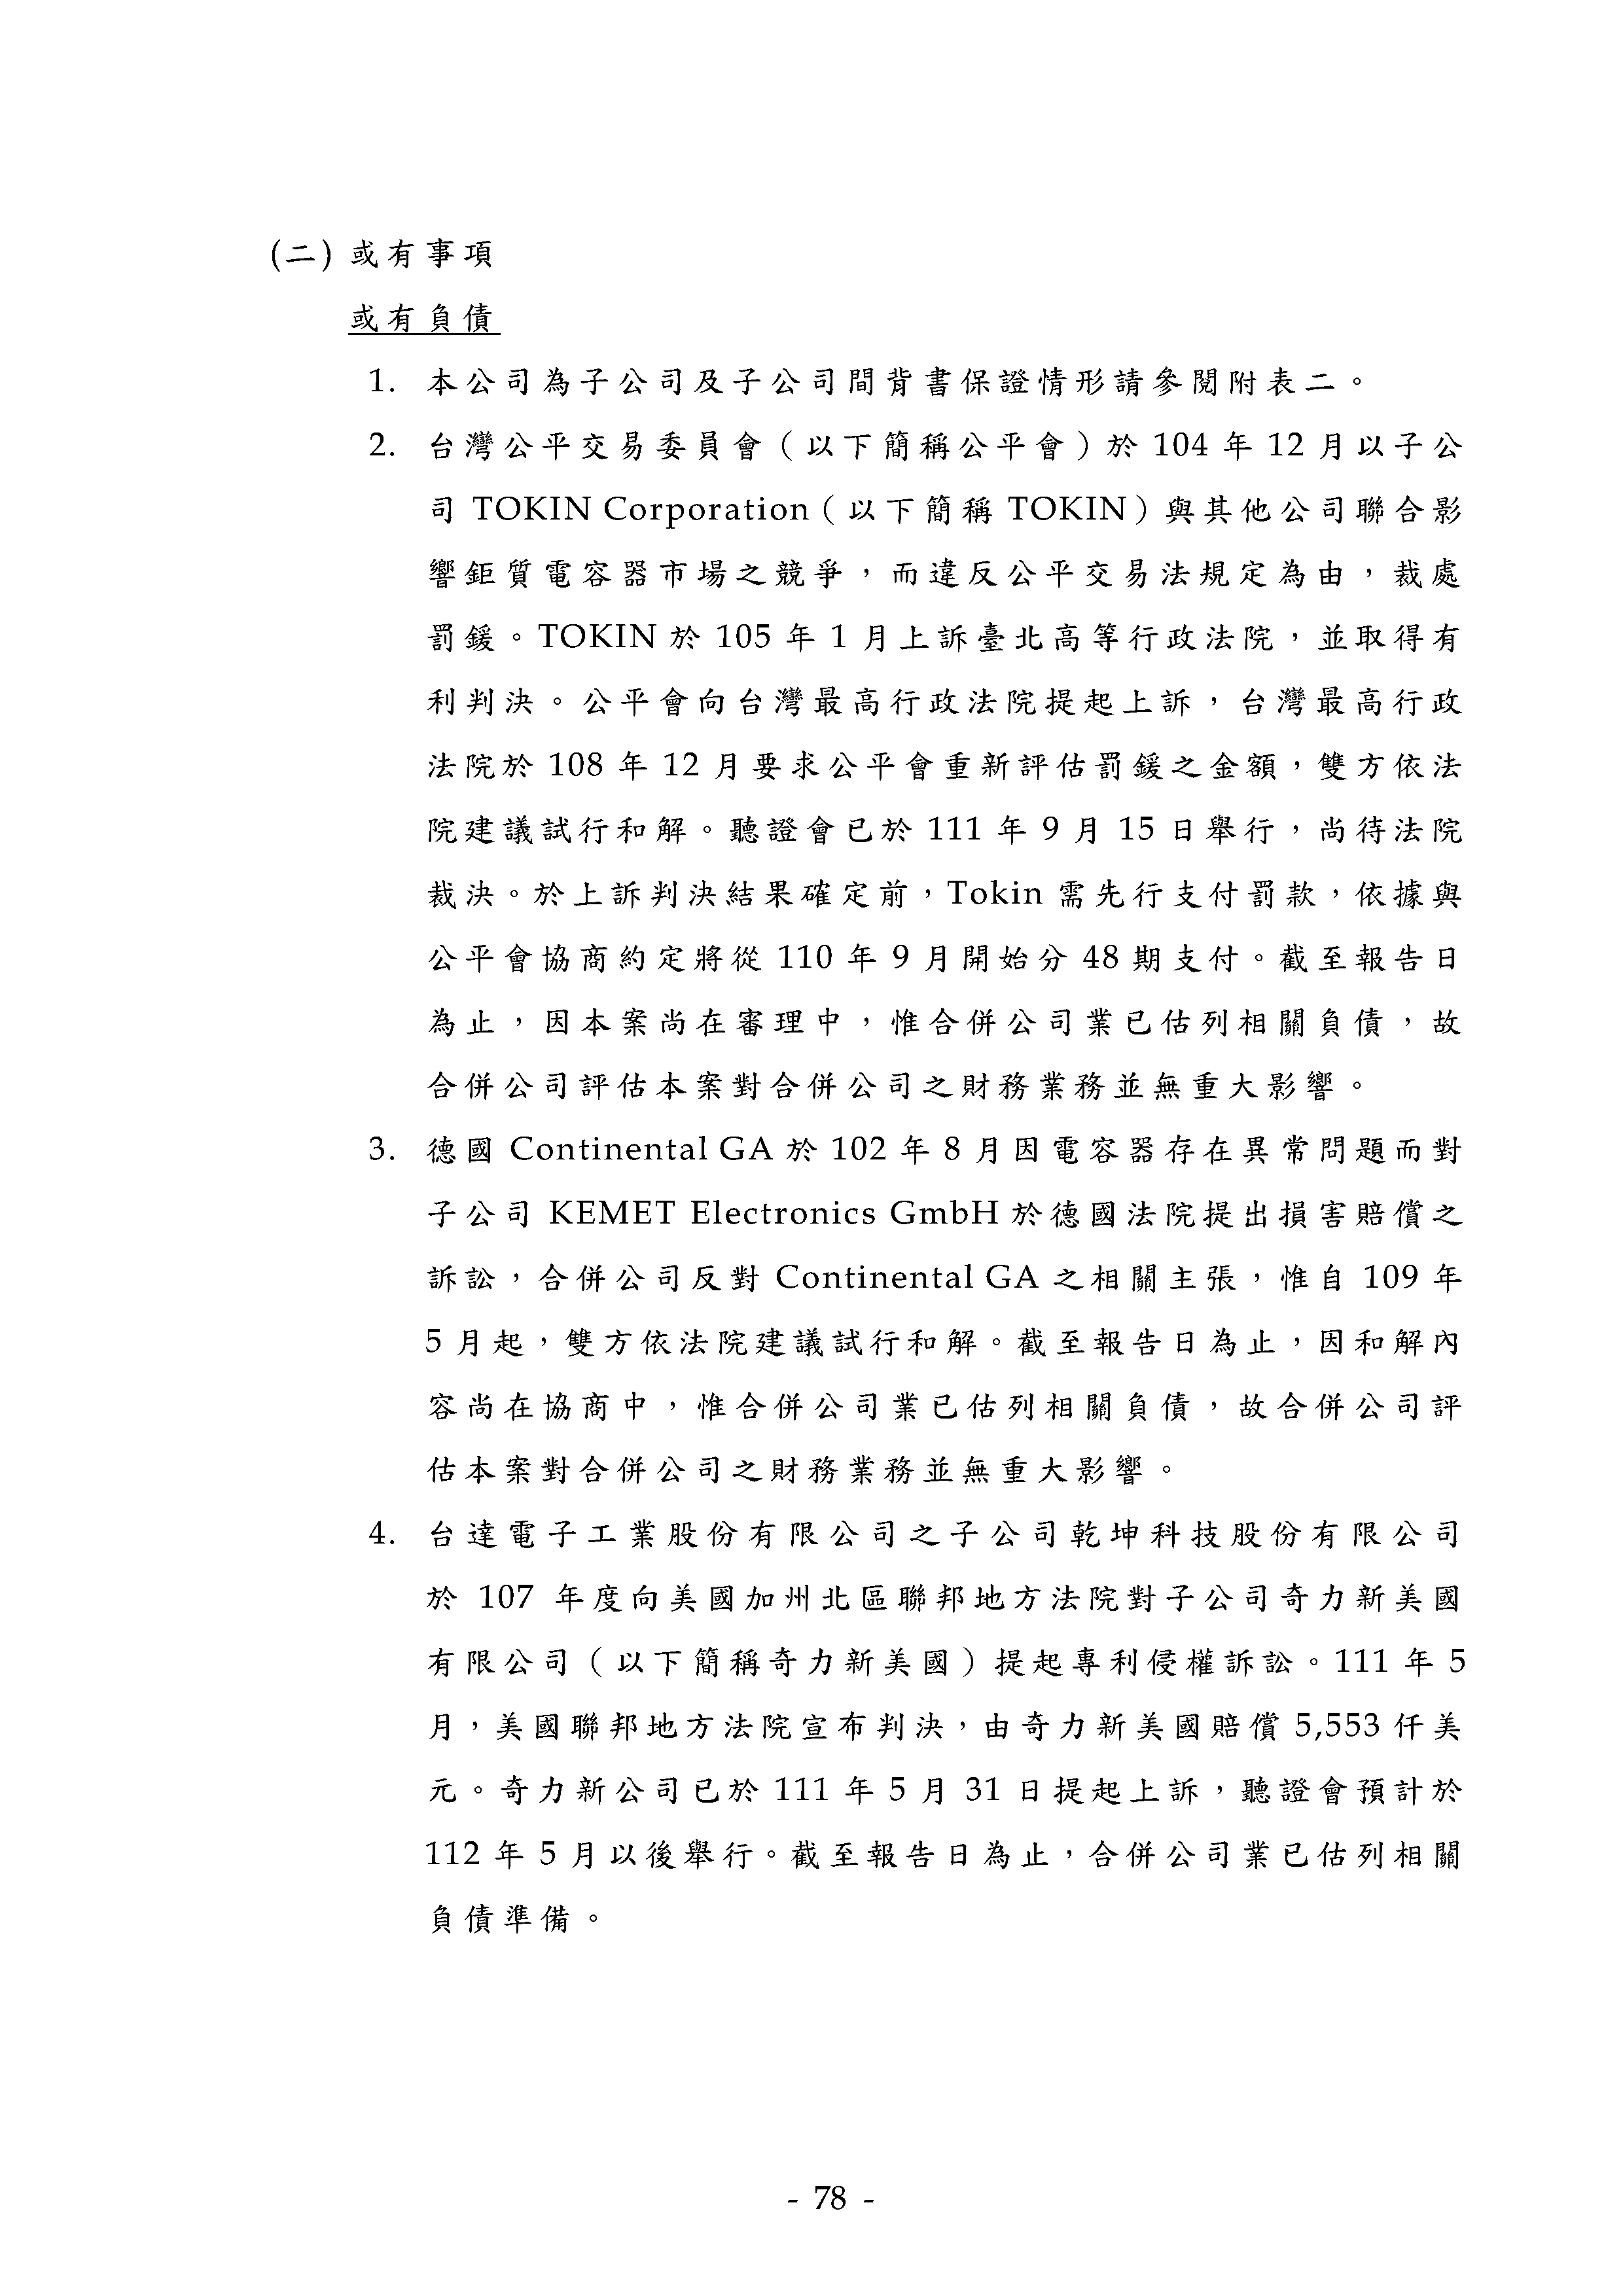 (二) 或有事項
或有負債
1. 本公司為子公司及子公司間背書保證情形請參閱附表二。
2. 台灣公平交易委員會（以下簡稱公平會）於 104 年 12 月以子公
司 TOKIN Corporation（以下簡稱 TOKIN）與其他公司聯合影
響鉅質電容器市場之競爭，而違反公平交易法規定為由，裁處
罰鍰。TOKIN 於 105 年 1 月上訴臺北高等行政法院，並取得有
利判決。公平會向台灣最高行政法院提起上訴，台灣最高行政
法院於 108 年 12 月要求公平會重新評估罰鍰之金額，雙方依法
院建議試行和解。聽證會已於 111 年 9 月 15 日舉行，尚待法院
裁決。於上訴判決結果確定前，Tokin 需先行支付罰款，依據與
公平會協商約定將從 110 年 9 月開始分 48 期支付。截至報告日
為止，因本案尚在審理中，惟合併公司業已估列相關負債，故
合併公司評估本案對合併公司之財務業務並無重大影響。
3. 德國 Continental GA 於 102 年 8 月因電容器存在異常問題而對
子公司 KEMET Electronics GmbH 於德國法院提出損害賠償之
訴訟，合併公司反對 Continental GA 之相關主張，惟自 109 年
5 月起，雙方依法院建議試行和解。截至報告日為止，因和解內
容尚在協商中，惟合併公司業已估列相關負債，故合併公司評
估本案對合併公司之財務業務並無重大影響。
4. 台達電子工業股份有限公司之子公司乾坤科技股份有限公司
於 107 年度向美國加州北區聯邦地方法院對子公司奇力新美國
有限公司（以下簡稱奇力新美國）提起專利侵權訴訟。111 年 5
月，美國聯邦地方法院宣布判決，由奇力新美國賠償 5,553 仟美
元。奇力新公司已於 111 年 5 月 31 日提起上訴，聽證會預計於
112 年 5 月以後舉行。截至報告日為止，合併公司業已估列相關
負債準備。
- 78 -